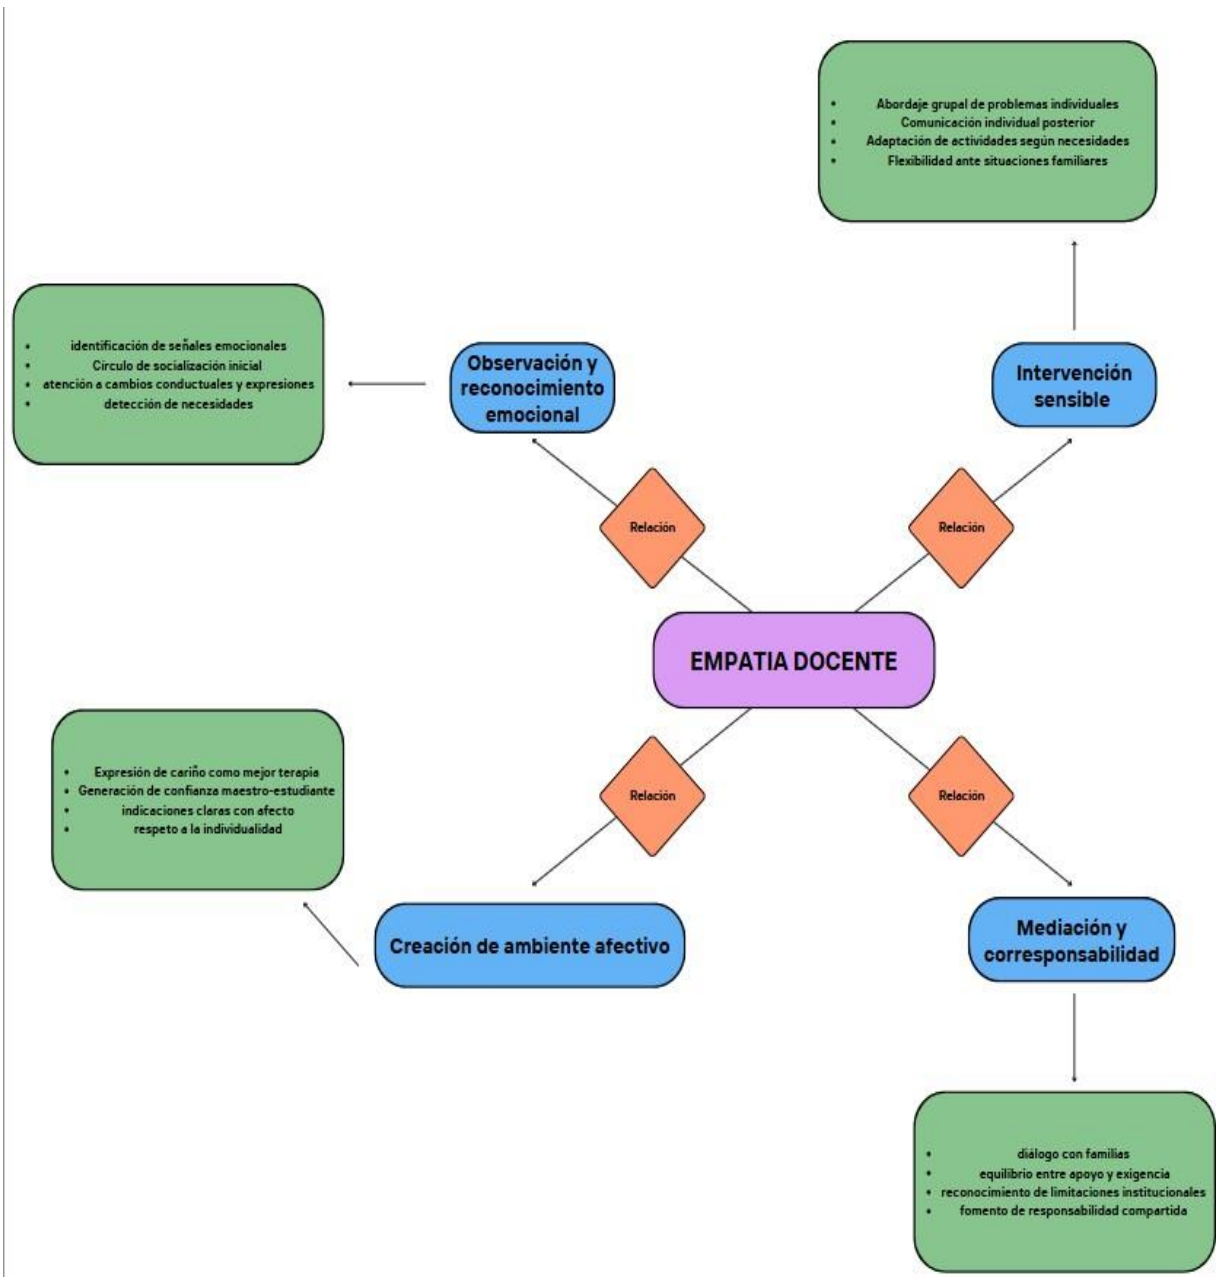 • Abordaje grupal de problemas individuales
• Comunicación individual posterior
• Adaptación de actividades según necesidades
• Flexibilidad ante situaciones familiares
• identificación de señales emocionales
• Círculo de socialización inicial
• atención a cambios conductuales y expresiones
• detección de necesidades
Observación y
reconocimiento
emocional
Intervención
sensible
Relación
Relación
EMPATIA DOCENTE
Relación
Relación
• Expresión de cariño como mejor terapia
• Generación de confianza maestro-estudiante
• indicaciones claras con afecto
• respeto a la individualidad
Creación de ambiente afectivo
Mediación y
corresponsabilidad
• diálogo con familias
• equilibrio entre apoyo y exigencia
• reconocimiento de limitaciones institucionales
• fomento de responsabilidad compartida